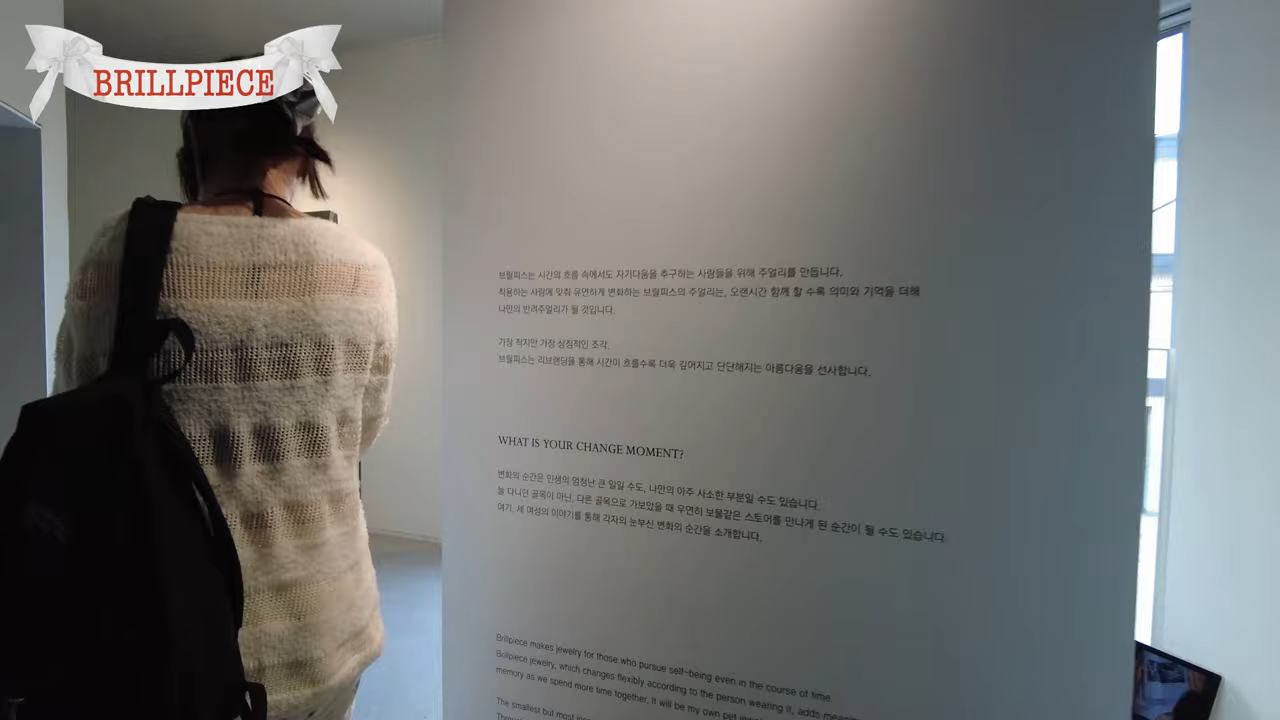 BRILLPIECE
브릴피스는 시간의 흐름 속에서도 자기다움을 추구하는 사람들을 위해 주얼리를 만듭니다.
착용하는 사람에 맞춰 유연하게 변화하는 브릴피스의 주얼리는, 오랜시간 함께 할 수록 의미와 기억을 더해
나만의 반려주얼리가 될 것입니다.
가장 작지만 가장 상징적인 조각.
브릴피스는 리브랜딩을 통해 시간이 흐를수록 더욱 깊어지고 단단해지는 아름다움을 선사합니다.
WHAT IS YOUR CHANGE MOMENT?
변화의 순간은 인생의 엄청난 큰 일일 수도, 나만의 아주 사소한 부분일 수도 있습니다.
늘 다니던 골목이 아닌, 다른 골목으로 가보았을 때 우연히 보물같은 스토어를 만나게 된 순간이 될 수도 있습니다.
여기, 세 여성의 이야기를 통해 각자의 눈부신 변화의 순간을 소개합니다.
Brillpiece makes jewelry for those who pursue self-being even in the course of time.
Brillpiece jewelry, which changes flexibly according to the person wearing it, adds
memory as we spend more time together, it will be my own pet
The smallest but most